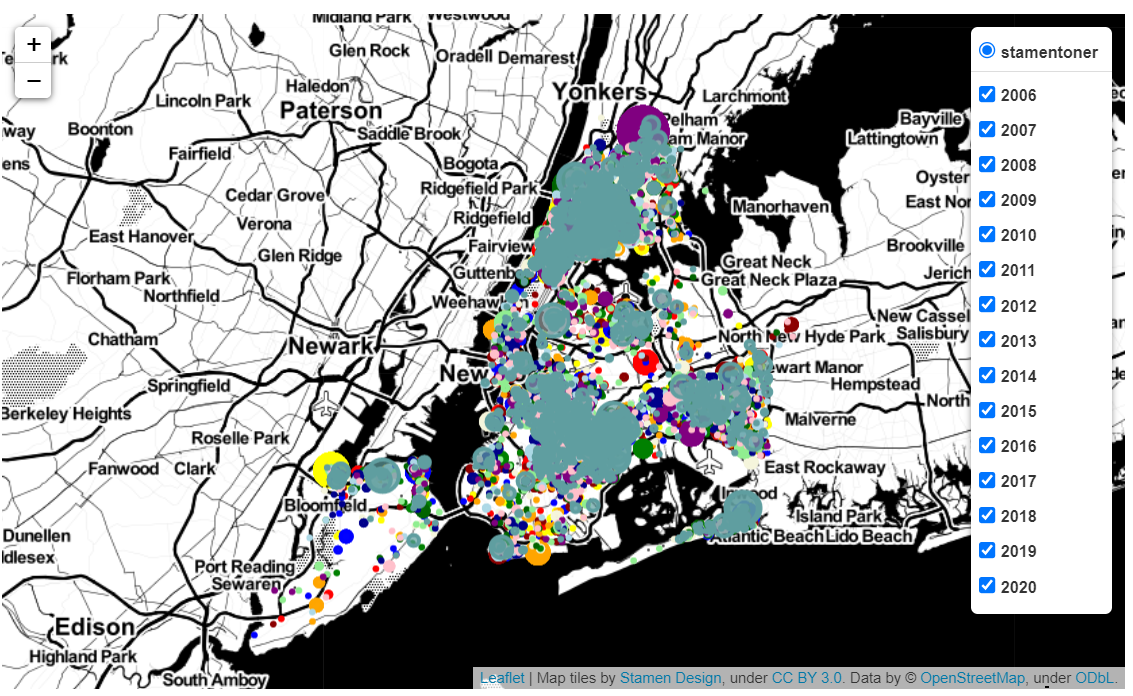 Midland Park
Westwood
+
Glen Rock
Oradell Demarest
stamentoner
−
Haledon
Yonkers
Larchmont
2006
Lincoln Park
Paterson
Pelham
Bayville
way
Boonton
Saddle Brook
am Manor
Lattingtown
2007
ens
Fairfield
Bogota
2008
Cedar Grove
Ridgefield Park
Manorhaven
Oyster
East Nor
2009
Verona
Ridgefield
East Hanover
Fairview
Brookville
2010
Glen Ridge
Great Neck
Florham Park
Guttenb
Great Neck Plaza
Jerich
2011
Northfield
Weehaw
n
2012
New Cassel
Chatham
Newark
North New Hyde Park
Salisbury
2013
New
ewart Manor
2014
Springfield
Hempstead
Berkeley Heights
North
2015
Malverne
Roselle Park
2016
Fanwood
Clark
East Rockaway
2017
Bloomfield
In
ood
Island Park
2018
Dunellen
Atlantic Beach
Lido Beach
dlesex
2019
Port Reading
Sewaren
2020
Edison
Highland Park
South Amboy
Leaflet | Map tiles by Stamen Design, under CC BY 3.0. Data by © OpenStreetMap, under ODbL.